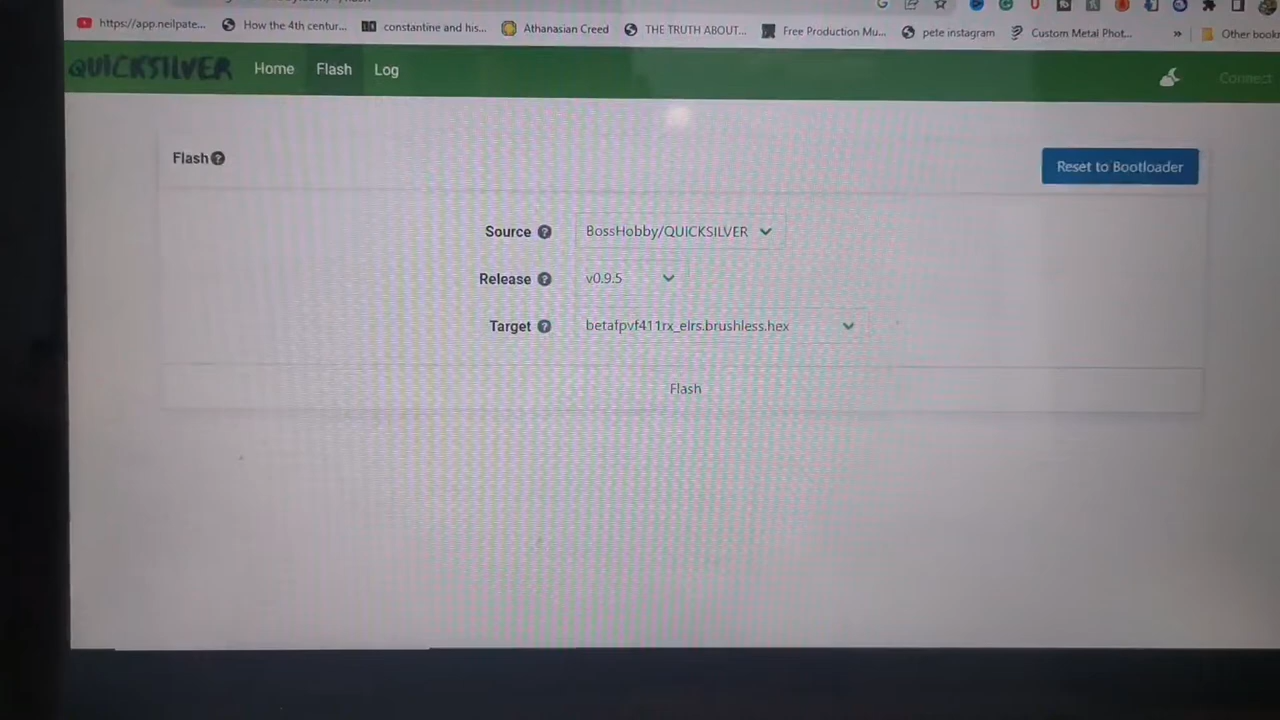 https://app.neilpate... How the 4th centur... constantine and his... Athanasian Creed THE TRUTH ABOUT... Free Production Mu... pete instagram Custom Metal Phot... » Other book
QUICKSILVER Home Flash Log Connect
Flash ? Reset to Bootloader
Source ? BossHobby/QUICKSILVER
Release ? v0.9.5
Target ? betafpvf411rx_elrs.brushless.hex
Flash